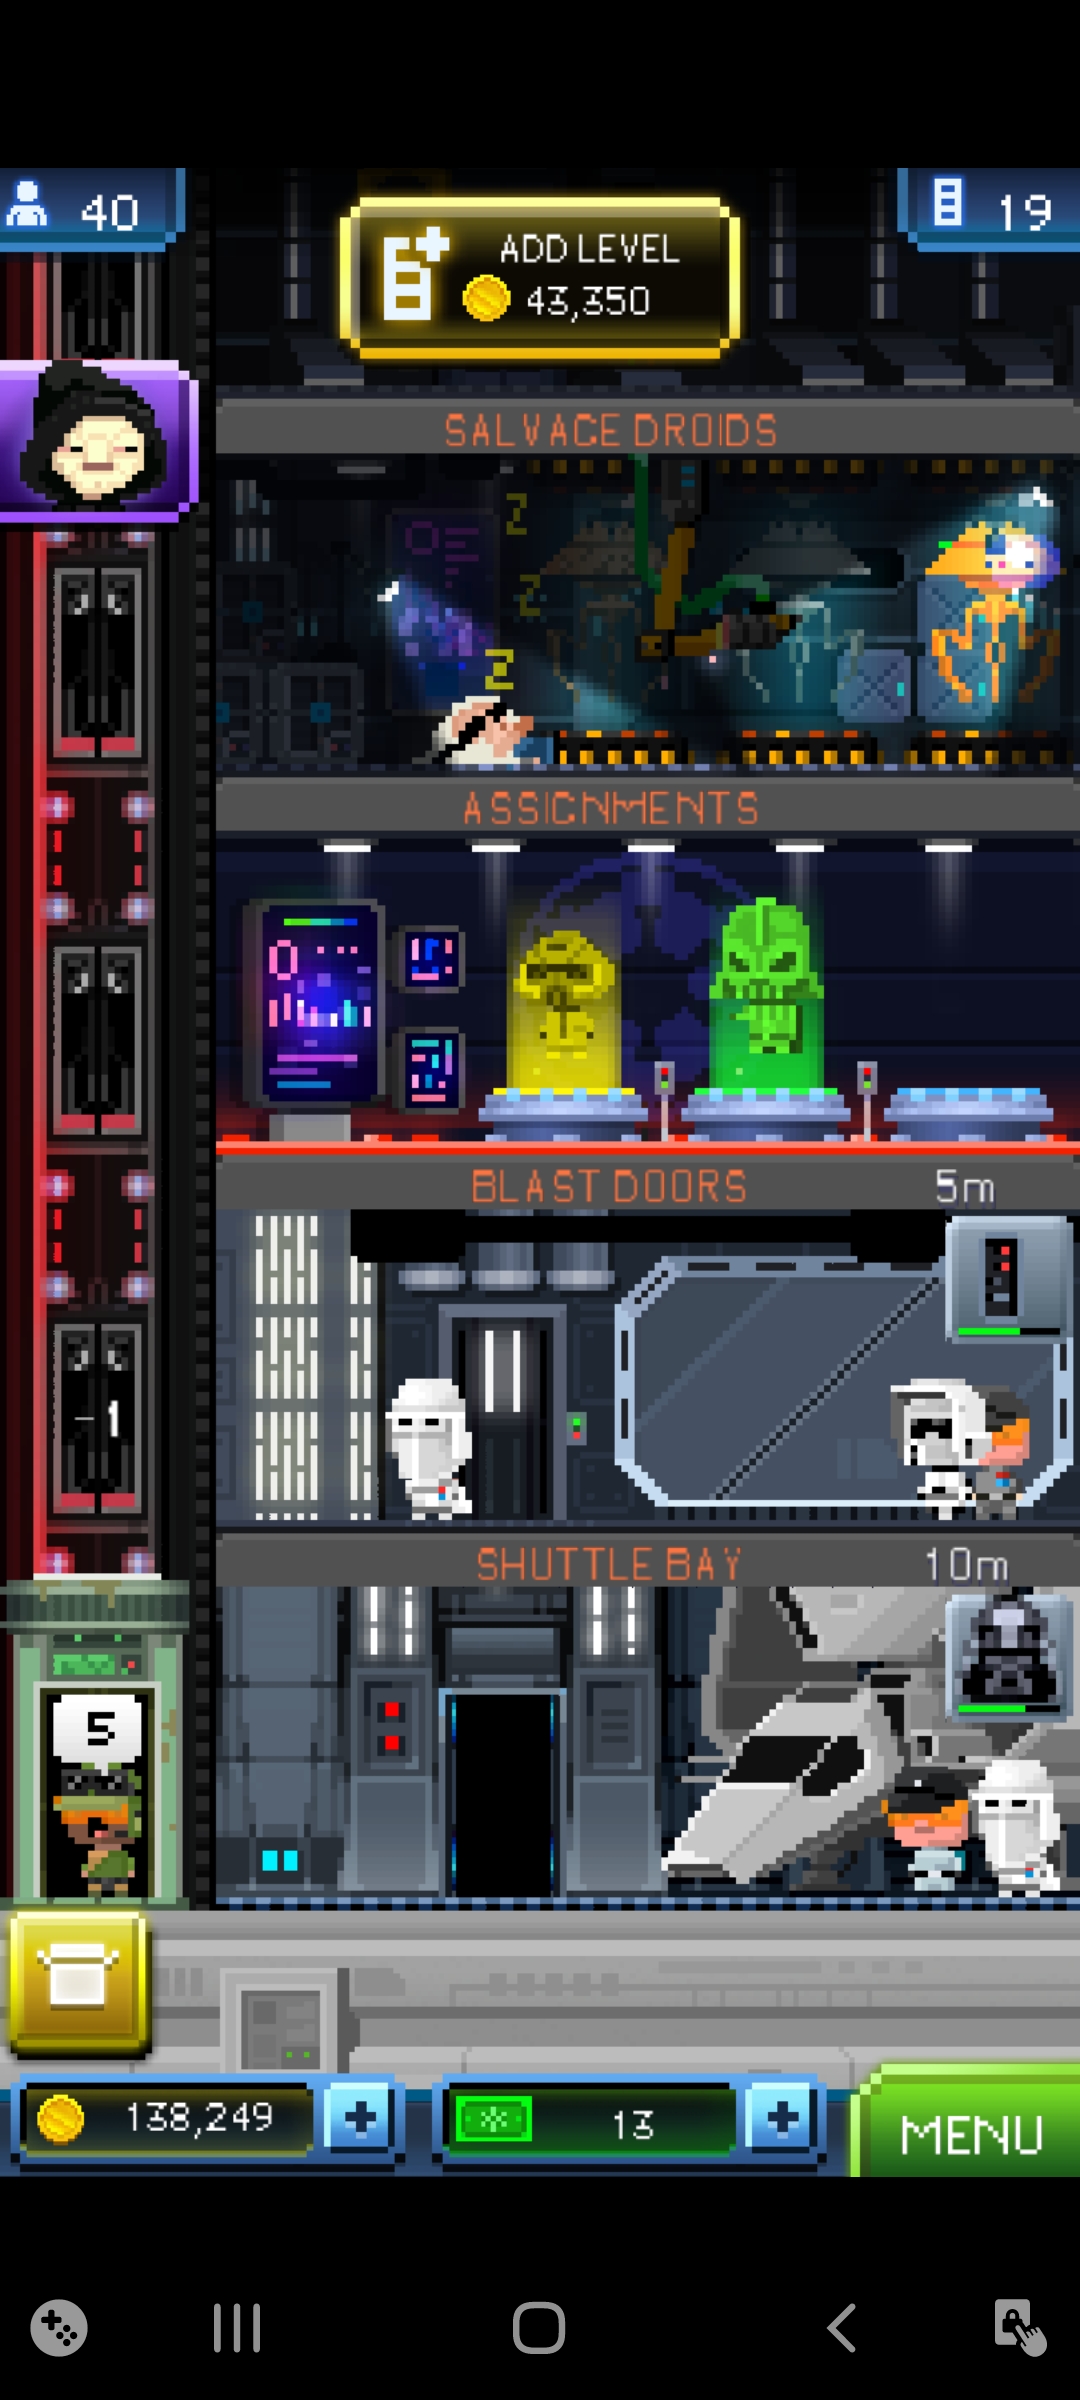 40
ADD LEVEL
43,350
19
SALVAGE DROIDS
Z
Z
Z
ASSIGNMENTS
BLAST DOORS 5m
-1
SHUTTLE BAY 10m
5
138,249
13
MENU